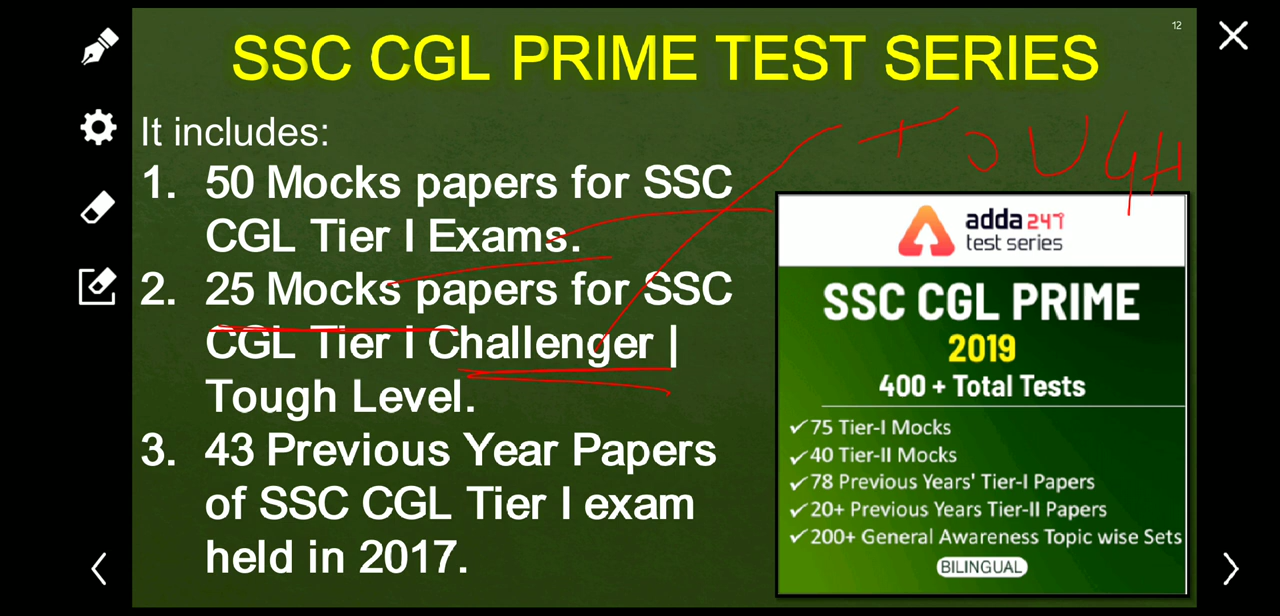 12
SSC CGL PRIME TEST SERIES
It includes:
1. 50 Mocks papers for SSC
CGL Tier I Exams.
2. 25 Mocks papers for SSC
CGL Tier I Challenger |
Tough Level.
3. 43 Previous Year Papers
of SSC CGL Tier I exam
held in 2017.
TOUGH
adda 247
test series
SSC CGL PRIME
2019
400 + Total Tests
✓75 Tier-I Mocks
✓40 Tier-II Mocks
✓78 Previous Years' Tier-I Papers
✓20+ Previous Years Tier-II Papers
✓200+ General Awareness Topic wise Sets
BILINGUAL